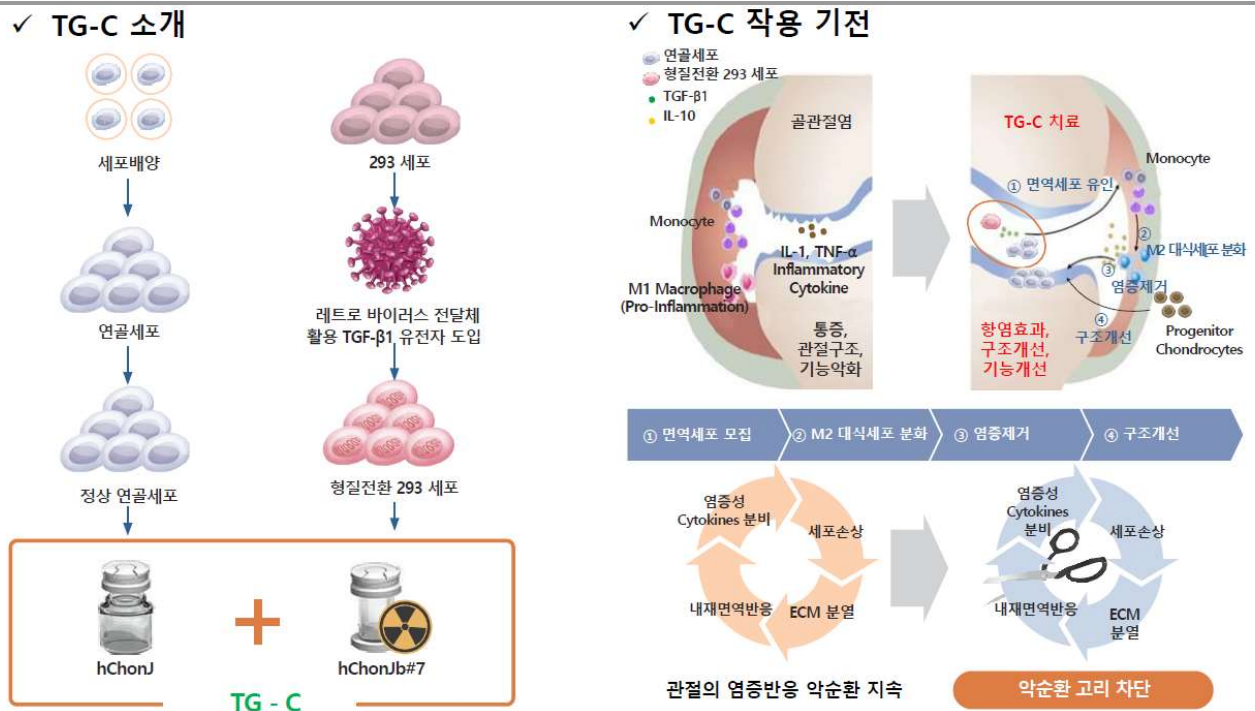 ✓ TG-C 소개
세포배양
연골세포
정상 연골세포
293 세포
레트로 바이러스 전달체
활용 TGF-β1 유전자 도입
형질전환 293 세포
hChonJ
+
hChonJb#7
TG - C
✓ TG-C 작용 기전
연골세포
형질전환 293 세포
TGF-β1
IL-10
골관절염
Monocyte
M1 Macrophage
(Pro-Inflammation)
IL-1, TNF-α
Inflammatory
Cytokine
통증,
관절구조,
기능악화
TG-C 치료
Monocyte
① 면역세포 유인
②
M2 대식세포 분화
③
염증제거
④
구조개선
Progenitor
Chondrocytes
항염효과,
구조개선,
기능개선
① 면역세포 모집
② M2 대식세포 분화
③ 염증제거
④ 구조개선
염증성
Cytokines 분비
세포손상
내재면역반응
ECM 분열
관절의 염증반응 악순환 지속
염증성
Cytokines
분비
세포손상
내재면역반응
ECM
분열
악순환 고리 차단